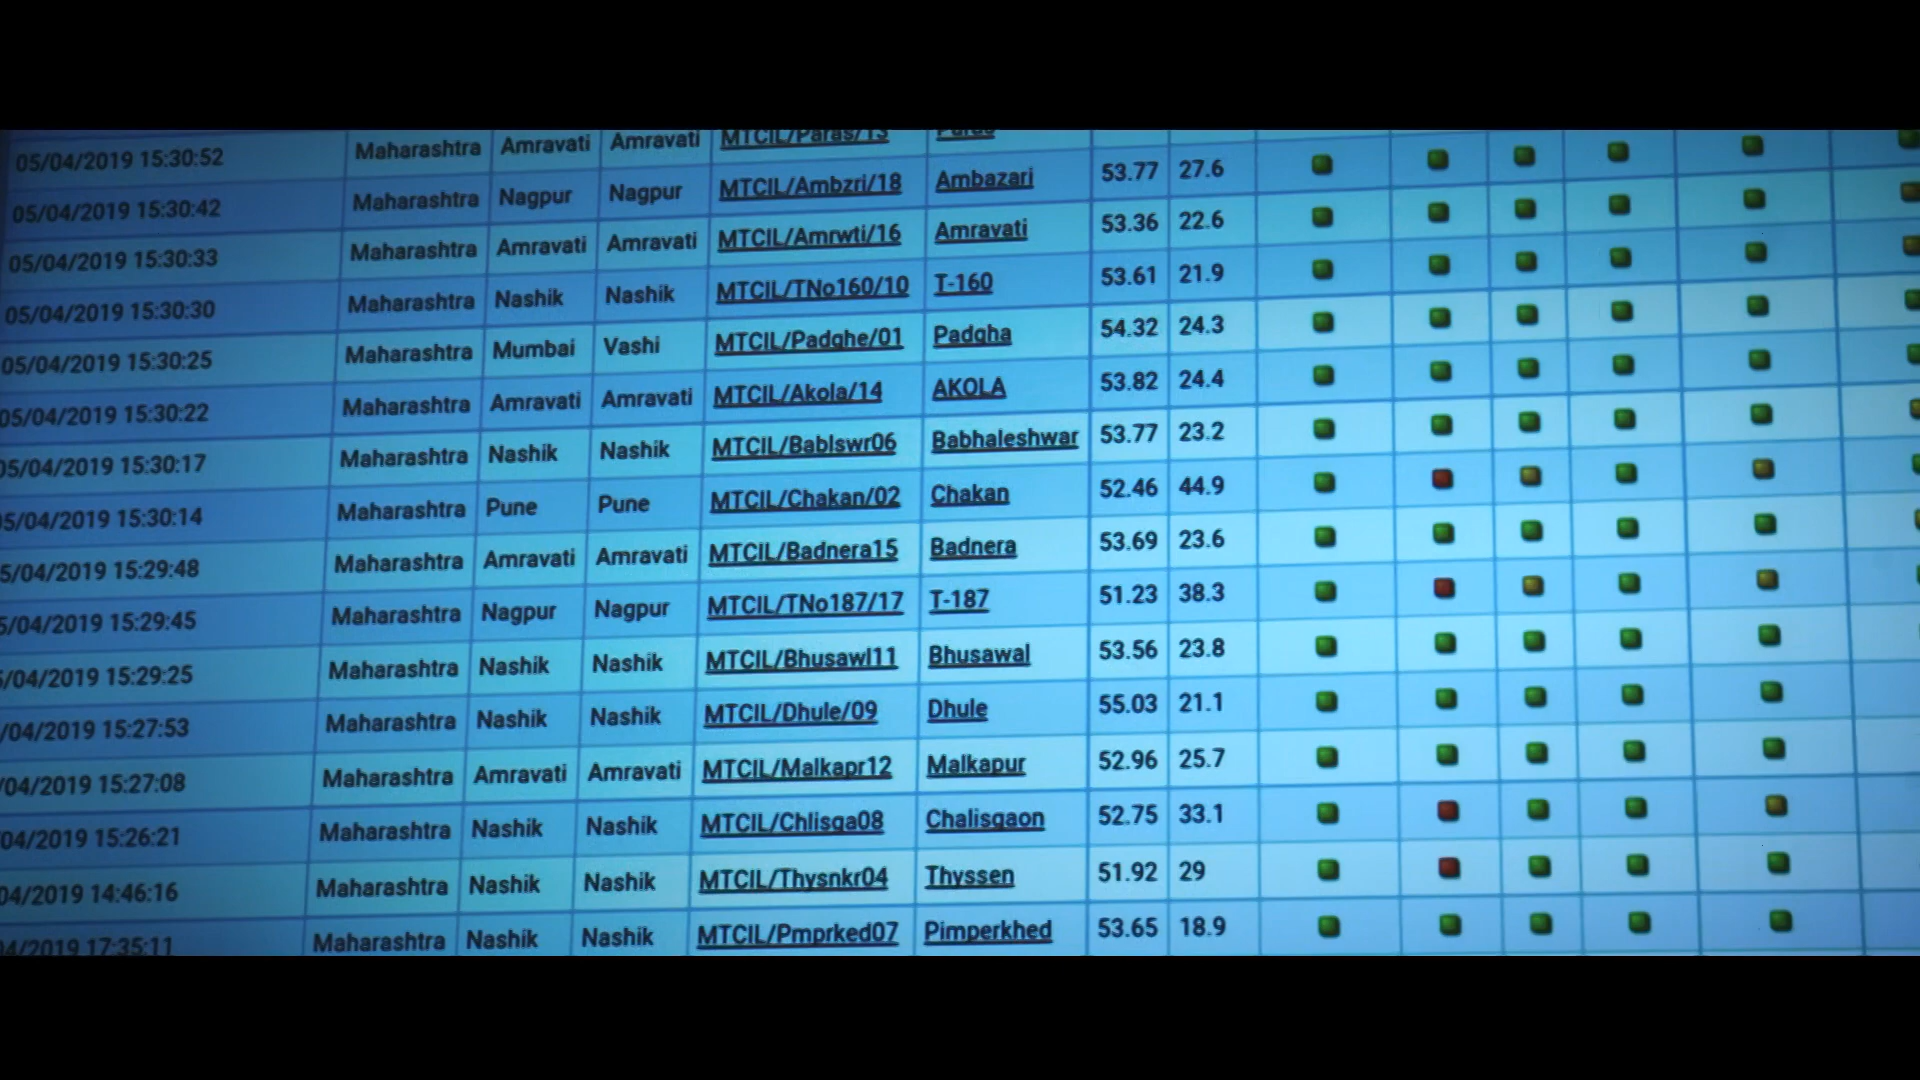 05/04/2019 15:30:52 Maharashtra Amravati Amravati MTCIL/Paras/13 Paras
05/04/2019 15:30:42 Maharashtra Nagpur Nagpur MTCIL/Ambzri/18 Ambazari 53.77 27.6
05/04/2019 15:30:33 Maharashtra Amravati Amravati MTCIL/Amrwti/16 Amravati 53.36 22.6
05/04/2019 15:30:30 Maharashtra Nashik Nashik MTCIL/TNo160/10 T-160 53.61 21.9
05/04/2019 15:30:25 Maharashtra Mumbai Vashi MTCIL/Padghe/01 Padgha 54.32 24.3
05/04/2019 15:30:22 Maharashtra Amravati Amravati MTCIL/Akola/14 AKOLA 53.82 24.4
05/04/2019 15:30:17 Maharashtra Nashik Nashik MTCIL/Bablswr06 Babhaleshwar 53.77 23.2
05/04/2019 15:30:14 Maharashtra Pune Pune MTCIL/Chakan/02 Chakan 52.46 44.9
5/04/2019 15:29:48 Maharashtra Amravati Amravati MTCIL/Badnera15 Badnera 53.69 23.6
5/04/2019 15:29:45 Maharashtra Nagpur Nagpur MTCIL/TNo187/17 T-187 51.23 38.3
5/04/2019 15:29:25 Maharashtra Nashik Nashik MTCIL/Bhusawl11 Bhusawal 53.56 23.8
/04/2019 15:27:53 Maharashtra Nashik Nashik MTCIL/Dhule/09 Dhule 55.03 21.1
/04/2019 15:27:08 Maharashtra Amravati Amravati MTCIL/Malkapr12 Malkapur 52.96 25.7
04/2019 15:26:21 Maharashtra Nashik Nashik MTCIL/Chlisga08 Chalisgaon 52.75 33.1
04/2019 14:46:16 Maharashtra Nashik Nashik MTCIL/Thysnkr04 Thyssen 51.92 29
04/2019 17:35:11 Maharashtra Nashik Nashik MTCIL/Pmprked07 Pimperkhed 53.65 18.9